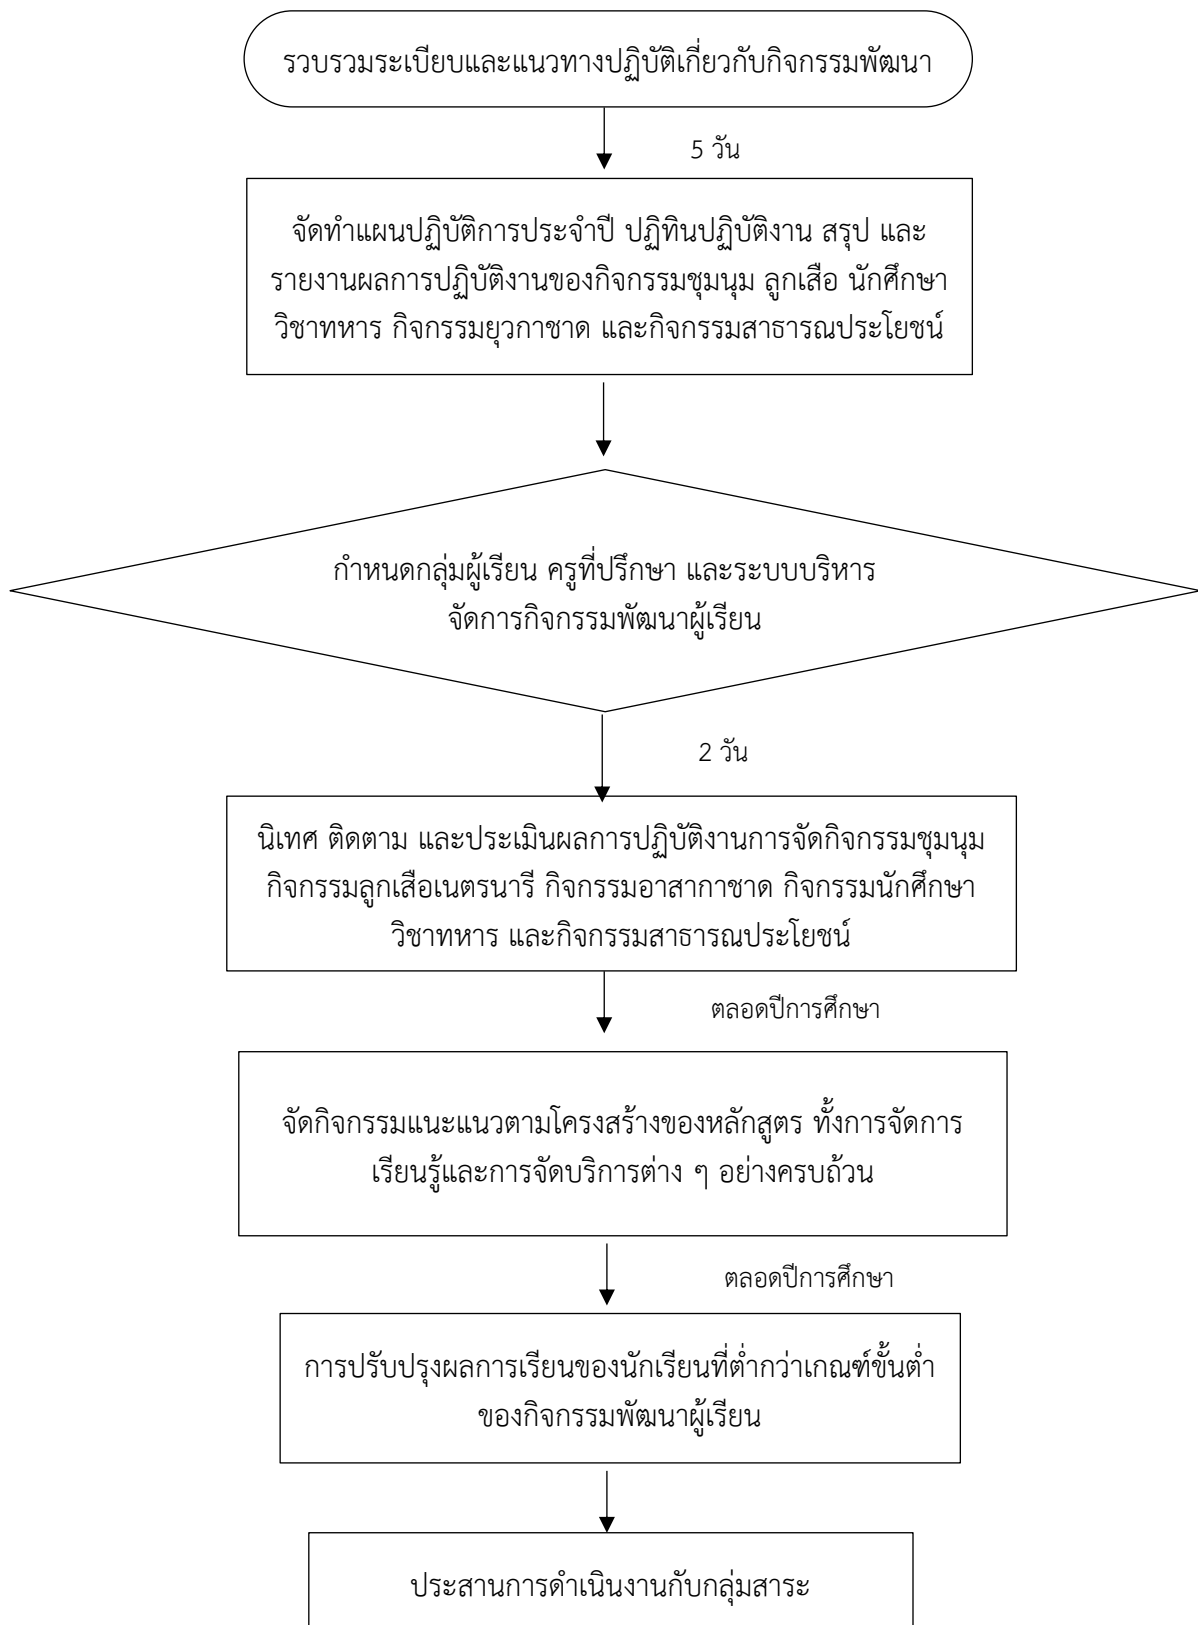 รวบรวมระเบียบและแนวทางปฏิบัติเกี่ยวกับกิจกรรมพัฒนา
5 วัน
จัดทำแผนปฏิบัติการประจำปี ปฏิทินปฏิบัติงาน สรุป และ
รายงานผลการปฏิบัติงานของกิจกรรมชุมนุม ลูกเสือ นักศึกษา
วิชาทหาร กิจกรรมยุวกาชาด และกิจกรรมสาธารณประโยชน์
กำหนดกลุ่มผู้เรียน ครูที่ปรึกษา และระบบบริหาร
จัดการกิจกรรมพัฒนาผู้เรียน
2 วัน
นิเทศ ติดตาม และประเมินผลการปฏิบัติงานการจัดกิจกรรมชุมนุม
กิจกรรมลูกเสือเนตรนารี กิจกรรมอาสากาชาด กิจกรรมนักศึกษา
วิชาทหาร และกิจกรรมสาธารณประโยชน์
ตลอดปีการศึกษา
จัดกิจกรรมแนะแนวตามโครงสร้างของหลักสูตร ทั้งการจัดการ
เรียนรู้และการจัดบริการต่าง ๆ อย่างครบถ้วน
ตลอดปีการศึกษา
การปรับปรุงผลการเรียนของนักเรียนที่ต่ำกว่าเกณฑ์ขั้นต่ำ
ของกิจกรรมพัฒนาผู้เรียน
ประสานการดำเนินงานกับกลุ่มสาระ